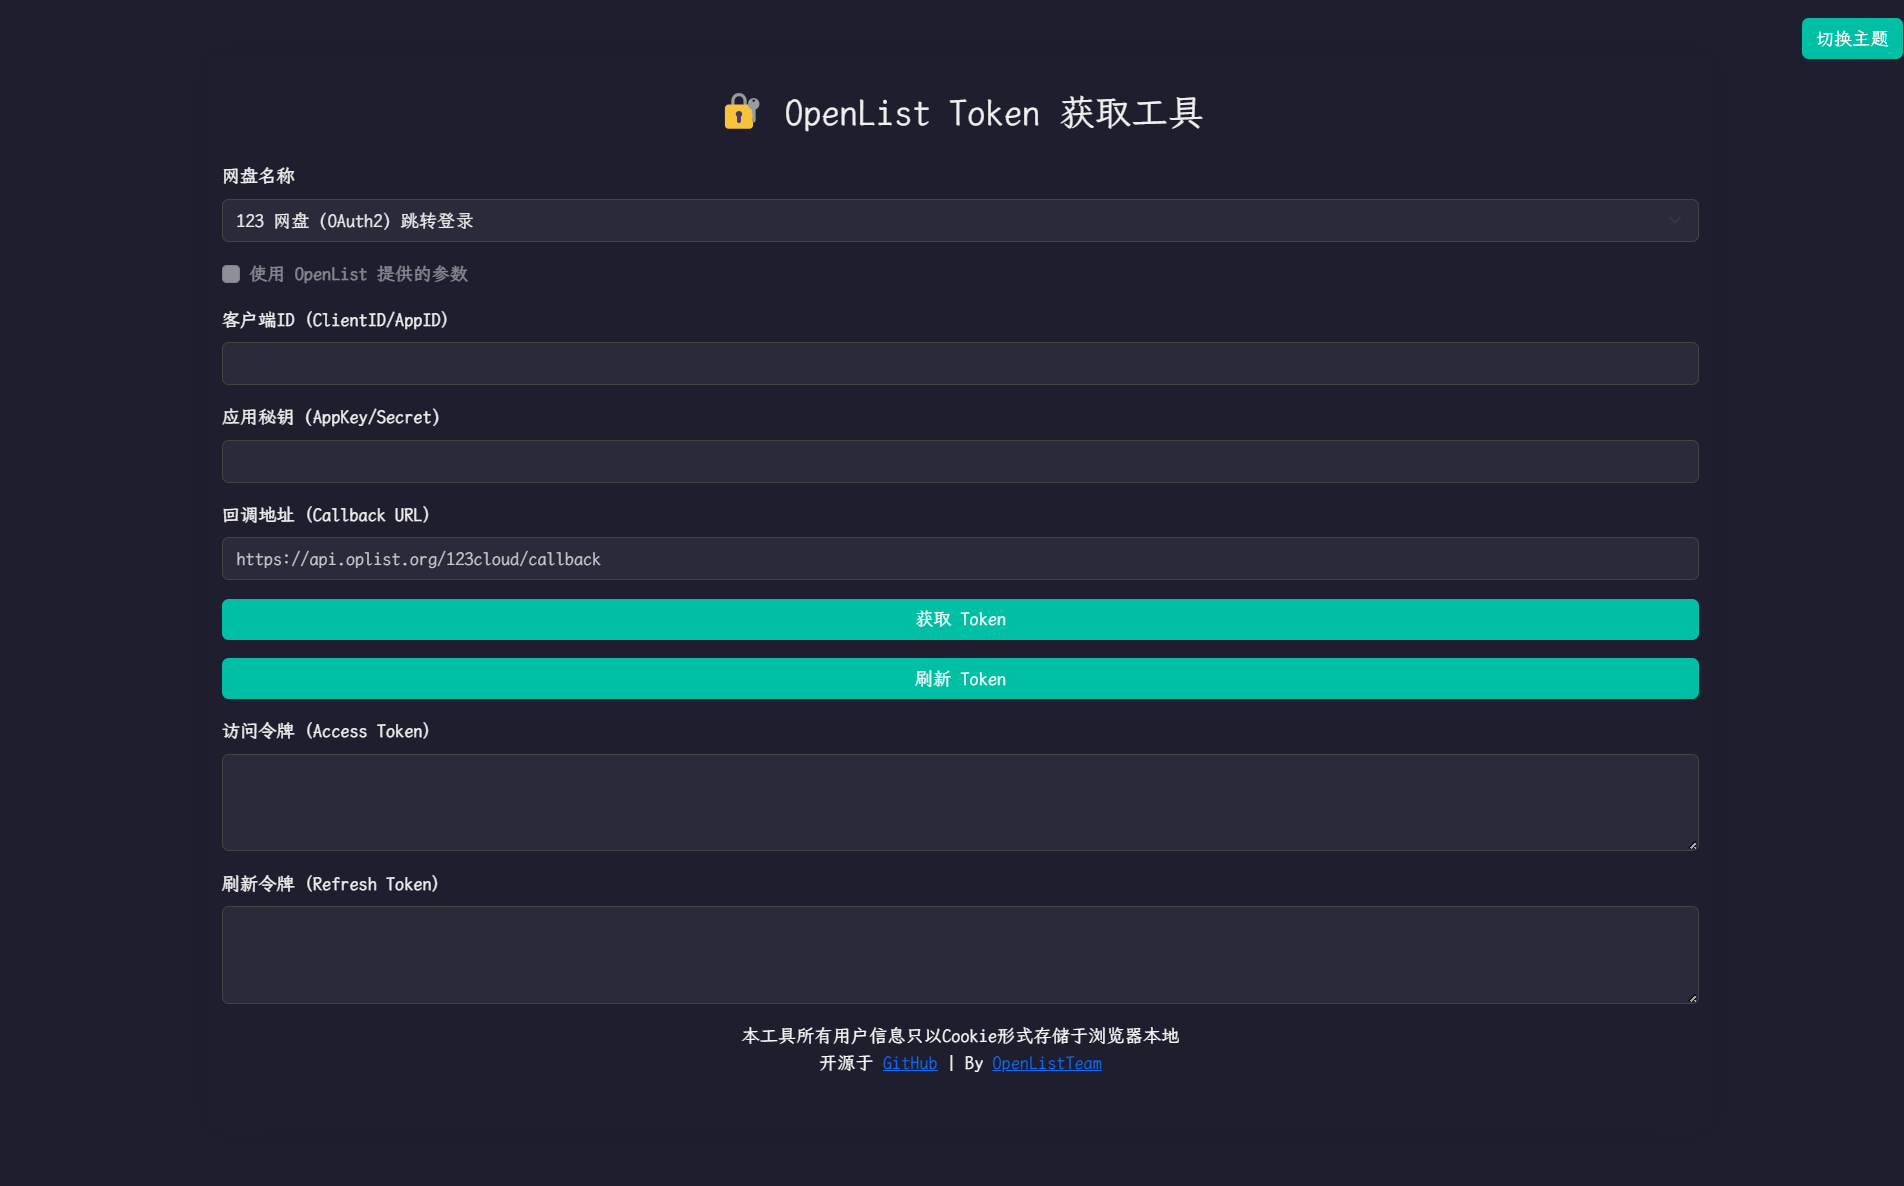 切换主题
OpenList Token 获取工具
网盘名称
123 网盘 (OAuth2) 跳转登录
使用 OpenList 提供的参数
客户端ID (ClientID/AppID)
应用秘钥 (AppKey/Secret)
回调地址 (Callback URL)
https://api.oplist.org/123cloud/callback
获取 Token
刷新 Token
访问令牌 (Access Token)
刷新令牌 (Refresh Token)
本工具所有用户信息只以Cookie形式存储于浏览器本地
开源于 GitHub | By OpenListTeam